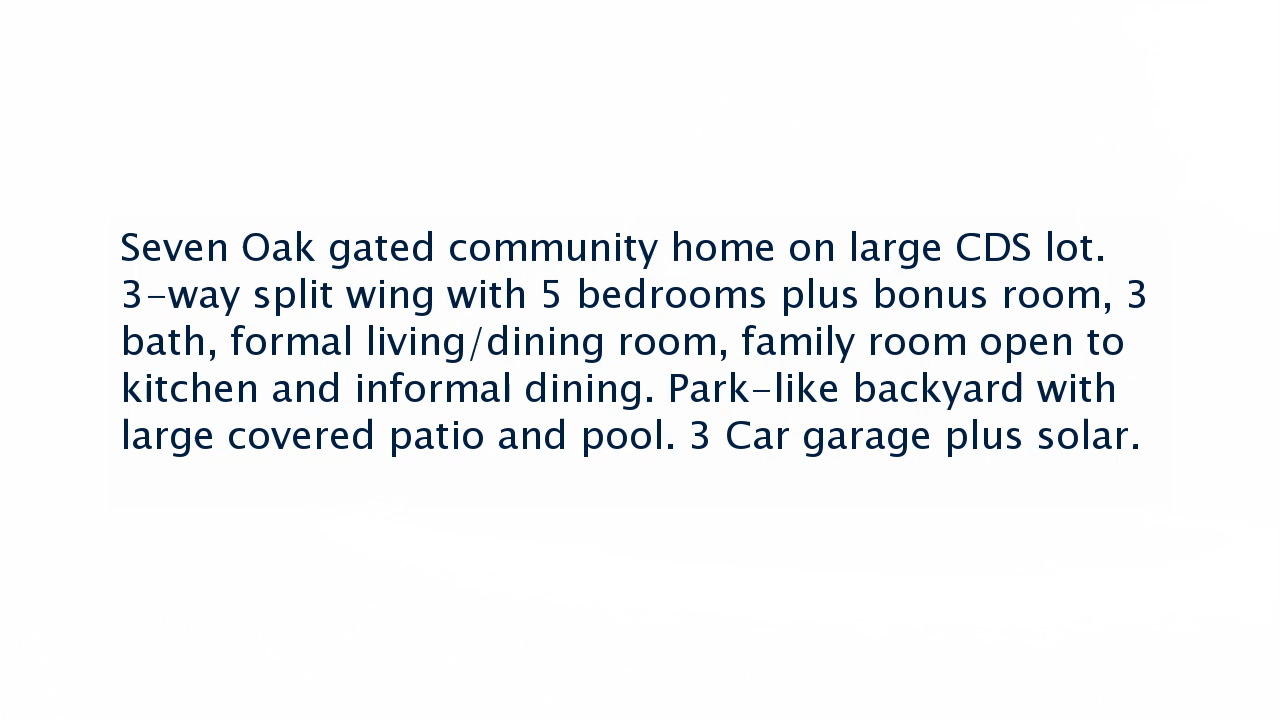 Seven Oak gated community home on large CDS lot.
3-way split wing with 5 bedrooms plus bonus room, 3
bath, formal living/dining room, family room open to
kitchen and informal dining. Park-like backyard with
large covered patio and pool. 3 Car garage plus solar.